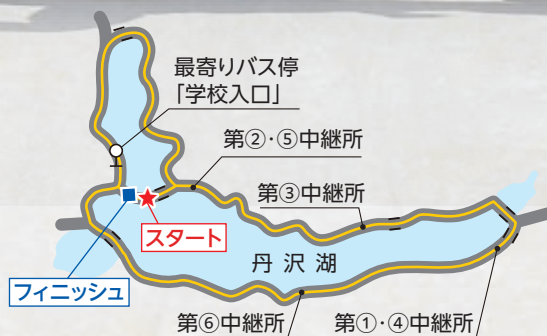 最寄りバス停
「学校入口」
第②·⑤中継所
第③中継所
スタート
丹沢湖
フィニッシュ
第⑥中継所
第①·④中継所